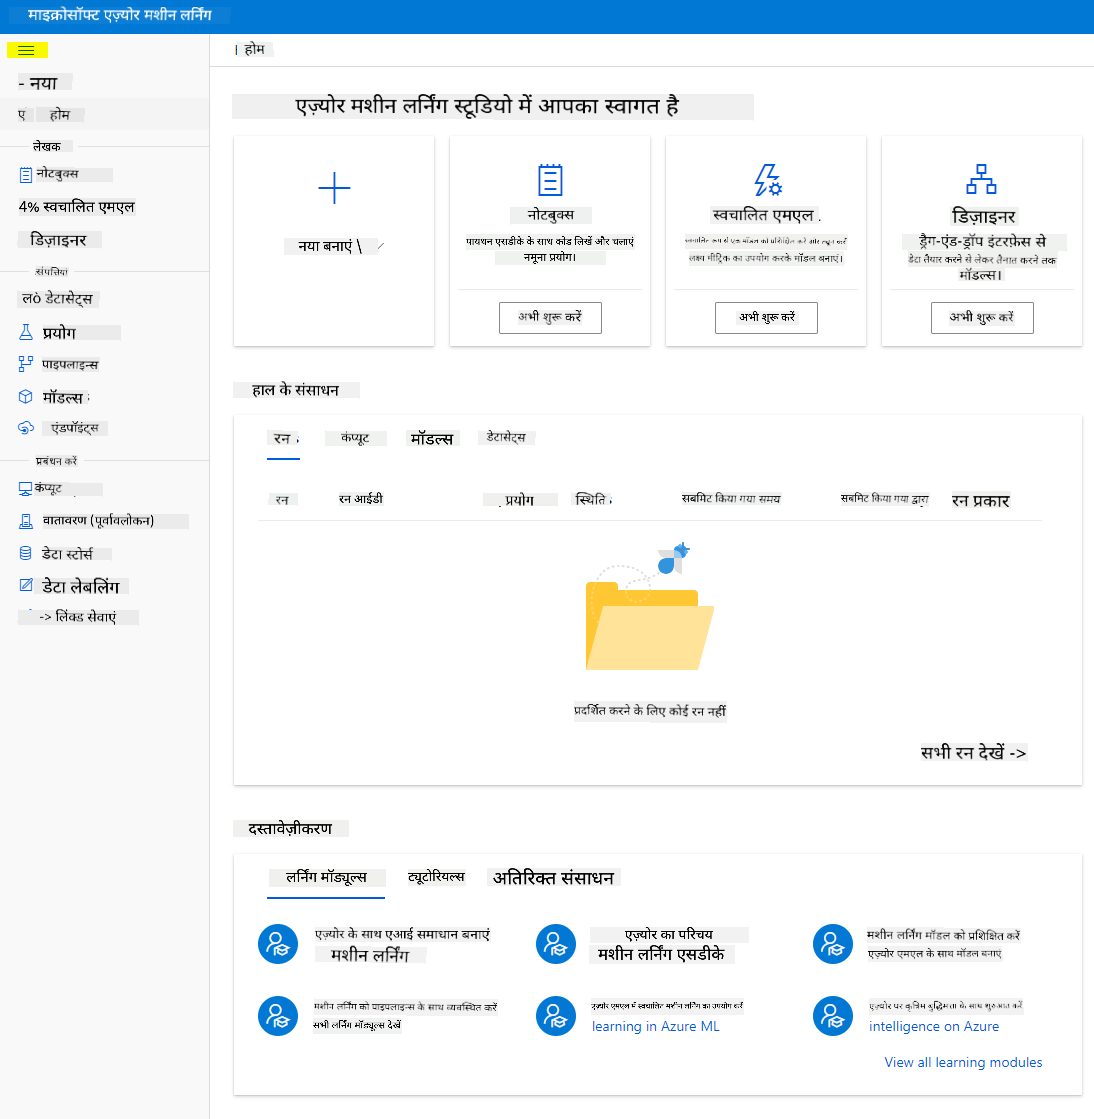 माइक्रोसॉफ्ट एज़्योर मशीन लर्निंग
होम
- नया
ए होम
लेखक
नोटबुक्स
4% स्वचालित एमएल
डिज़ाइनर
संपत्तियां
लò डेटासेट्स
प्रयोग
पाइपलाइन्स
मॉडल्स
एंडपॉइंट्स
प्रबंधन करें
कंप्यूट
वातावरण (पूर्वावलोकन)
डेटा स्टोर्स
डेटा लेबलिंग
-> लिंक्ड सेवाएं
एज़्योर मशीन लर्निंग स्टूडियो में आपका स्वागत है
नया बनाएं \
नोटबुक्स
पायथन एसडीके के साथ कोड लिखें और चलाएं
नमूना प्रयोग।
अभी शुरू करें
स्वचालित एमएल .
स्वचालित रूप से एक मॉडल को प्रशिक्षित करें और ट्यून करें
लक्ष्य मीट्रिक का उपयोग करके मॉडल बनाएं।
अभी शुरू करें
डिज़ाइनर
ड्रैग-एंड-ड्रॉप इंटरफ़ेस से
डेटा तैयार करने से लेकर तैनात करने तक
मॉडल्स।
अभी शुरू करें
हाल के संसाधन
रन कंप्यूट मॉडल्स डेटासेट्स
रन रन आईडी प्रयोग स्थिति सबमिट किया गया समय सबमिट किया गया द्वारा रन प्रकार
प्रदर्शित करने के लिए कोई रन नहीं
सभी रन देखें ->
दस्तावेज़ीकरण
लर्निंग मॉड्यूल्स ट्यूटोरियल्स अतिरिक्त संसाधन
एज़्योर के साथ एआई समाधान बनाएं
मशीन लर्निंग
एज़्योर का परिचय
मशीन लर्निंग एसडीके
मशीन लर्निंग मॉडल को प्रशिक्षित करें
एज़्योर एमएल के साथ मॉडल बनाएं
मशीन लर्निंग को पाइपलाइन्स के साथ व्यवस्थित करें
सभी लर्निंग मॉड्यूल्स देखें
एज़्योर एमएल में स्वचालित मशीन लर्निंग का उपयोग करें
learning in Azure ML
एज़्योर पर कृत्रिम बुद्धिमत्ता के साथ शुरुआत करें
intelligence on Azure
View all learning modules